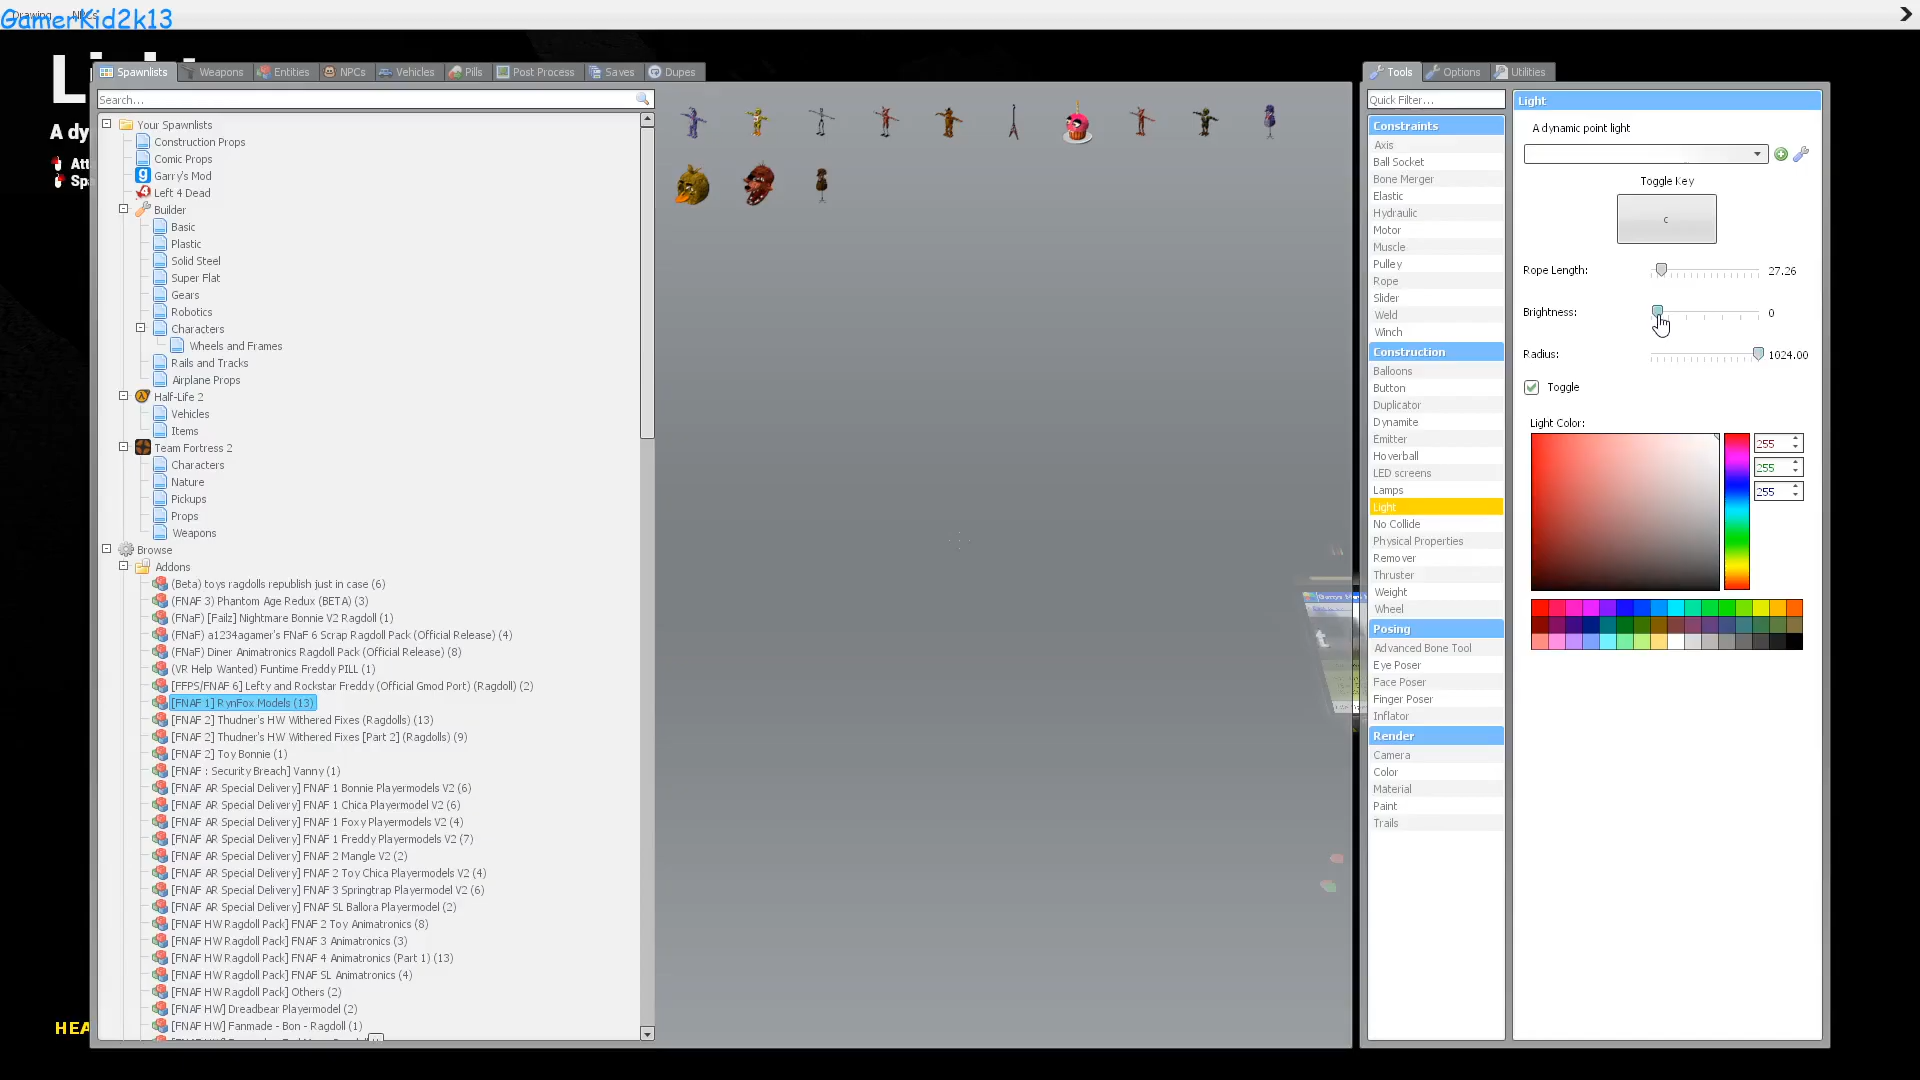 GamerKid2k13
Spawnlists Weapons Entities NPCs Vehicles Pills Post Process Saves Dupes
Search...
Your Spawnlists
Construction Props
Comic Props
Garry's Mod
Left 4 Dead
Builder
Basic
Plastic
Solid Steel
Super Flat
Gears
Robotics
Characters
Wheels and Frames
Rails and Tracks
Airplane Props
Half-Life 2
Vehicles
Items
Team Fortress 2
Characters
Nature
Pickups
Props
Weapons
Browse
Addons
(Beta) toys ragdolls republish just in case (6)
(FNAF 3) Phantom Age Redux (BETA) (3)
(FNaF) [Failz] Nightmare Bonnie V2 Ragdoll (1)
(FNaF) a1234agamer's FNaF 6 Scrap Ragdoll Pack (Official Release) (4)
(FNaF) Diner Animatronics Ragdoll Pack (Official Release) (8)
(VR Help Wanted) Funtime Freddy PILL (1)
[FFPS/FNAF 6] Lefty and Rockstar Freddy (Official Gmod Port) (Ragdoll) (2)
[FNAF 1] RynFox Models (13)
[FNAF 2] Thudner's HW Withered Fixes (Ragdolls) (13)
[FNAF 2] Thudner's HW Withered Fixes [Part 2] (Ragdolls) (9)
[FNAF 2] Toy Bonnie (1)
[FNAF : Security Breach] Vanny (1)
[FNAF AR Special Delivery] FNAF 1 Bonnie Playermodels V2 (6)
[FNAF AR Special Delivery] FNAF 1 Chica Playermodel V2 (6)
[FNAF AR Special Delivery] FNAF 1 Foxy Playermodels V2 (4)
[FNAF AR Special Delivery] FNAF 1 Freddy Playermodels V2 (7)
[FNAF AR Special Delivery] FNAF 2 Mangle V2 (2)
[FNAF AR Special Delivery] FNAF 2 Toy Chica Playermodels V2 (4)
[FNAF AR Special Delivery] FNAF 3 Springtrap Playermodel V2 (6)
[FNAF AR Special Delivery] FNAF SL Ballora Playermodel (2)
[FNAF HW Ragdoll Pack] FNAF 2 Toy Animatronics (8)
[FNAF HW Ragdoll Pack] FNAF 3 Animatronics (3)
[FNAF HW Ragdoll Pack] FNAF 4 Animatronics (Part 1) (13)
[FNAF HW Ragdoll Pack] FNAF SL Animatronics (4)
[FNAF HW Ragdoll Pack] Others (2)
[FNAF HW] Dreadbear Playermodel (2)
[FNAF HW] Fanmade - Bon - Ragdoll (1)
A dy
Att
Sp
HEA
Tools Options Utilities
Quick Filter...
Constraints
Axis
Ball Socket
Bone Merger
Elastic
Hydraulic
Motor
Muscle
Pulley
Rope
Slider
Weld
Winch
Construction
Balloons
Button
Duplicator
Dynamite
Emitter
Hoverball
LED screens
Lamps
Light
No Collide
Physical Properties
Remover
Thruster
Weight
Wheel
Posing
Advanced Bone Tool
Eye Poser
Face Poser
Finger Poser
Inflator
Render
Camera
Color
Material
Paint
Trails
Light
A dynamic point light
Toggle Key
c
Rope Length: 27.26
Brightness: 0
Radius: 1024.00
Toggle
Light Color:
255
255
255